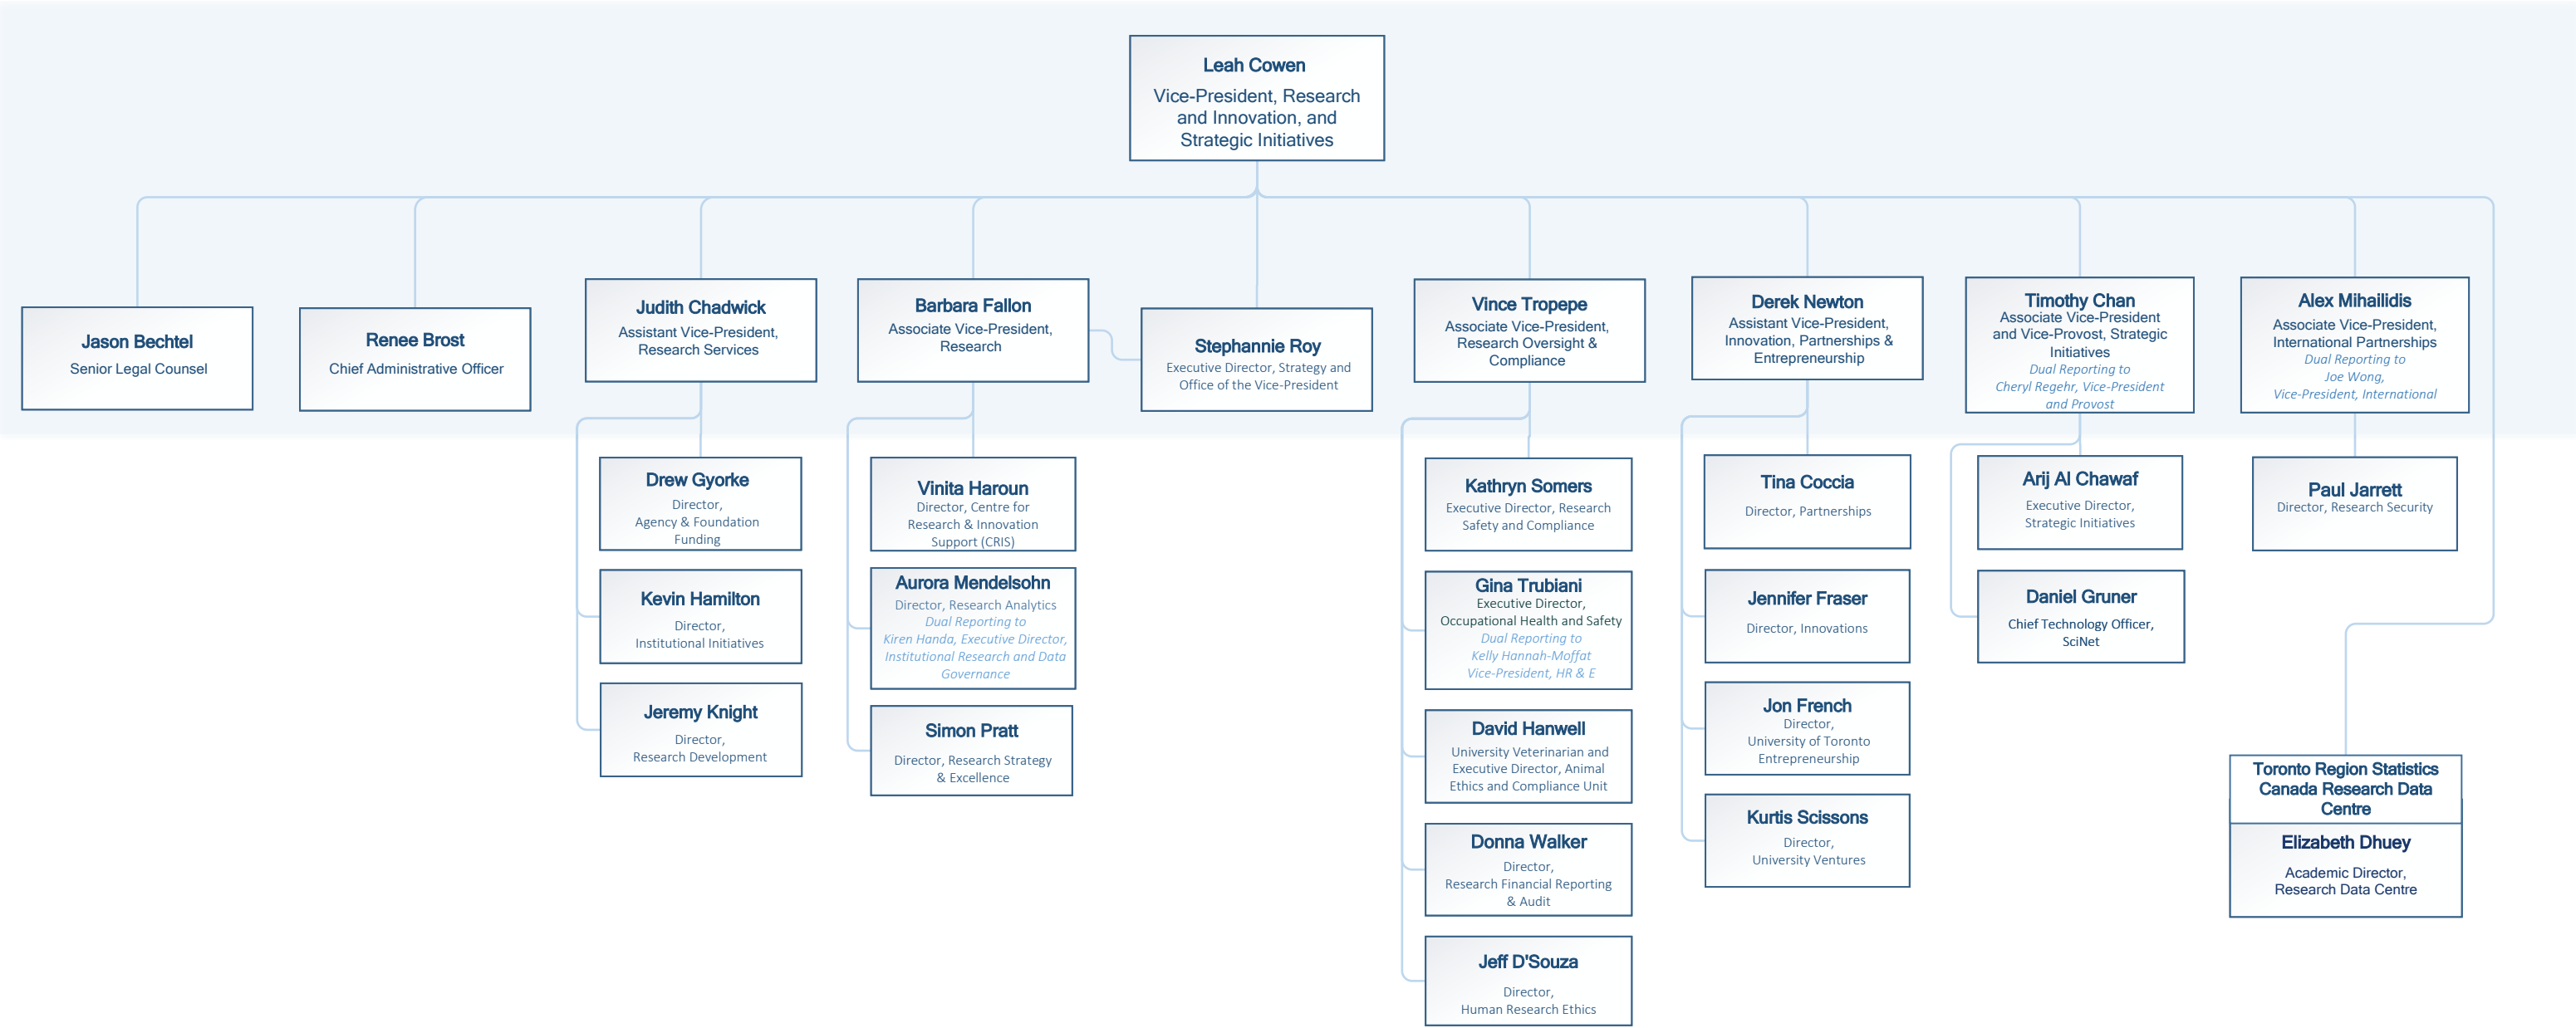 Leah Cowen
Vice-President, Research
and Innovation, and
Strategic Initiatives
Jason Bechtel
Senior Legal Counsel
Renee Brost
Chief Administrative Officer
Judith Chadwick
Assistant Vice-President,
Research Services
Barbara Fallon
Associate Vice-President,
Research
Stephannie Roy
Executive Director, Strategy and
Office of the Vice-President
Vince Tropepe
Associate Vice-President,
Research Oversight &
Compliance
Derek Newton
Assistant Vice-President,
Innovation, Partnerships &
Entrepreneurship
Timothy Chan
Associate Vice-President
and Vice-Provost, Strategic
Initiatives
Dual Reporting to
Cheryl Regehr, Vice-President
and Provost
Alex Mihailidis
Associate Vice-President,
International Partnerships
Dual Reporting to
Joe Wong,
Vice-President, International
Drew Gyorke
Director,
Agency & Foundation
Funding
Kevin Hamilton
Director,
Institutional Initiatives
Jeremy Knight
Director,
Research Development
Vinita Haroun
Director, Centre for
Research & Innovation
Support (CRIS)
Aurora Mendelsohn
Director, Research Analytics
Dual Reporting to
Kiren Handa, Executive Director,
Institutional Research and Data
Governance
Simon Pratt
Director, Research Strategy
& Excellence
Kathryn Somers
Executive Director, Research
Safety and Compliance
Gina Trubiani
Executive Director,
Occupational Health and Safety
Dual Reporting to
Kelly Hannah-Moffat
Vice-President, HR & E
David Hanwell
University Veterinarian and
Executive Director, Animal
Ethics and Compliance Unit
Donna Walker
Director,
Research Financial Reporting
& Audit
Jeff D'Souza
Director,
Human Research Ethics
Tina Coccia
Director, Partnerships
Jennifer Fraser
Director, Innovations
Jon French
Director,
University of Toronto
Entrepreneurship
Kurtis Scissons
Director,
University Ventures
Arij Al Chawaf
Executive Director,
Strategic Initiatives
Daniel Gruner
Chief Technology Officer,
SciNet
Paul Jarrett
Director, Research Security
Toronto Region Statistics
Canada Research Data
Centre
Elizabeth Dhuey
Academic Director,
Research Data Centre